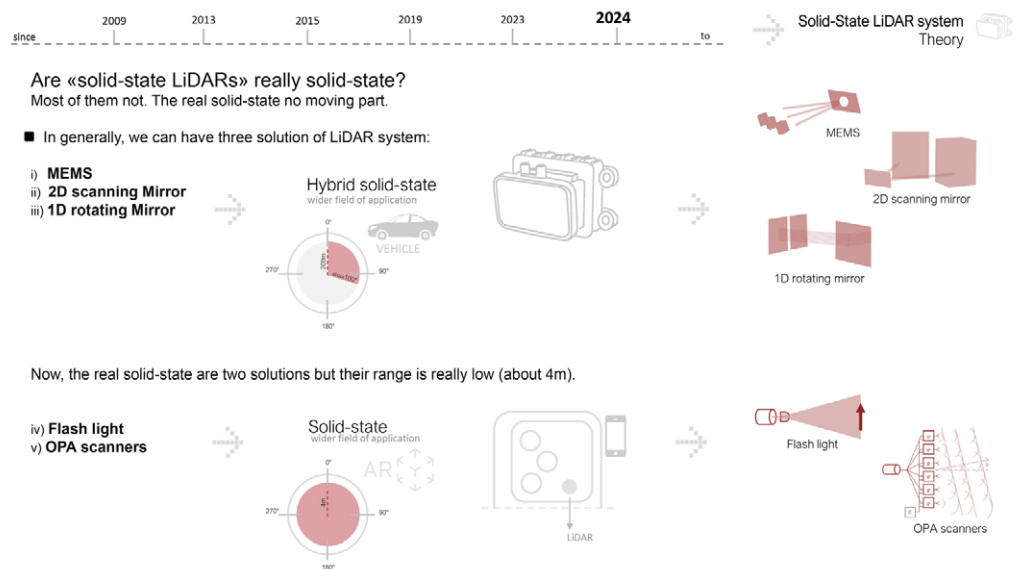 2009
2013
2015
2019
2023
2024
since
to
Solid-State LiDAR system
Theory
Are «solid-state LiDARs» really solid-state?
Most of them not. The real solid-state no moving part.
In generally, we can have three solution of LiDAR system:
i) MEMS
ii) 2D scanning Mirror
iii) 1D rotating Mirror
Hybrid solid-state
wider field of application
VEHICLE
0°
270°
90°
180°
200m
max100°
MEMS
2D scanning mirror
1D rotating mirror
Now, the real solid-state are two solutions but their range is really low (about 4m).
iv) Flash light
v) OPA scanners
Solid-state
wider field of application
AR
0°
270°
90°
180°
4m
LiDAR
Flash light
OPA scanners